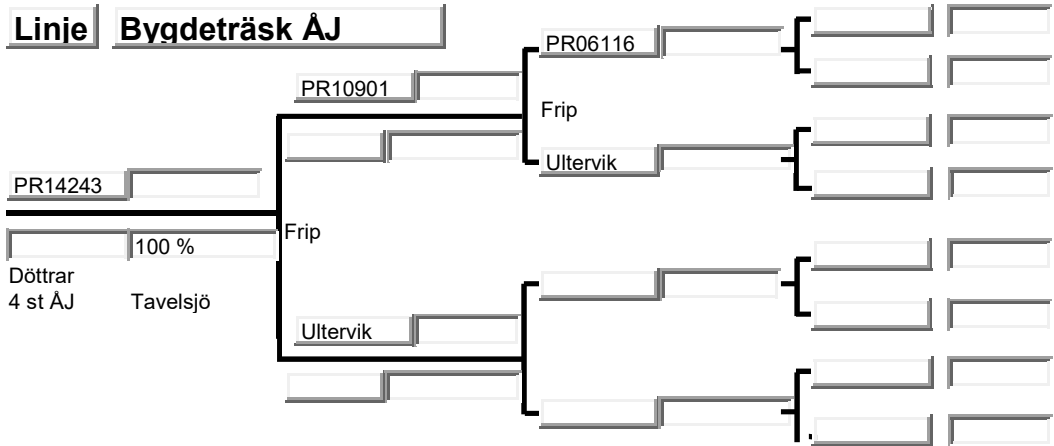 Linje Bygdeträsk ÅJ
PR06116
PR10901
Frip
Ultervik
PR14243
Frip
100 %
Döttrar
4 st ÅJ Tavelsjö
Ultervik